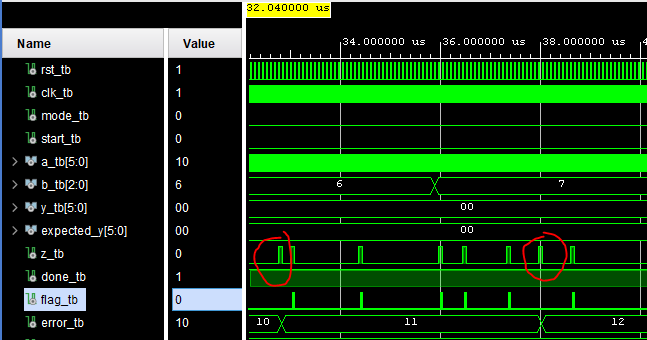 32.040000 us
Name Value
34.000000 us 36.000000 us 38.000000 us
rst_tb 1
clk_tb 1
mode_tb 0
start_tb 0
a_tb[5:0] 10
b_tb[2:0] 6 6 7
y_tb[5:0] 00 00
expected_y[5:0] 00 00
z_tb 0
done_tb 1
flag_tb 0
error_tb 10 10 11 12